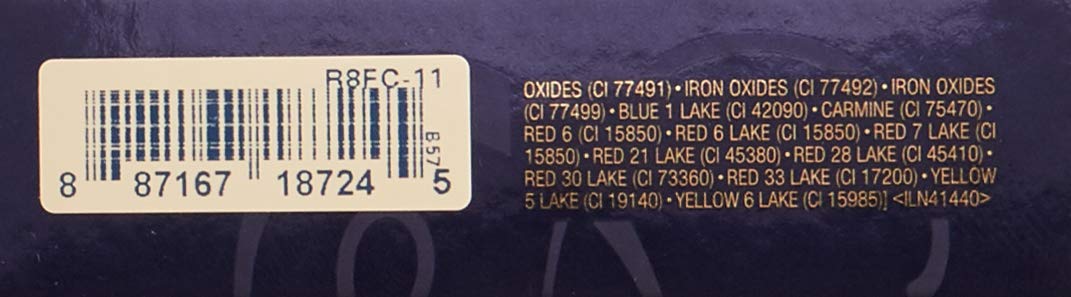 R8FC-11
B575
8 87167 18724 5
OXIDES (CI 77491) • IRON OXIDES (CI 77492) • IRON OXIDES
(CI 77499) • BLUE 1 LAKE (CI 42090) • CARMINE (CI 75470) •
RED 6 (CI 15850) • RED 6 LAKE (CI 15850) • RED 7 LAKE (CI
15850) • RED 21 LAKE (CI 45380) • RED 28 LAKE (CI 45410) •
RED 30 LAKE (CI 73360) • RED 33 LAKE (CI 17200) • YELLOW
5 LAKE (CI 19140) • YELLOW 6 LAKE (CI 15985)] <ILN41440>